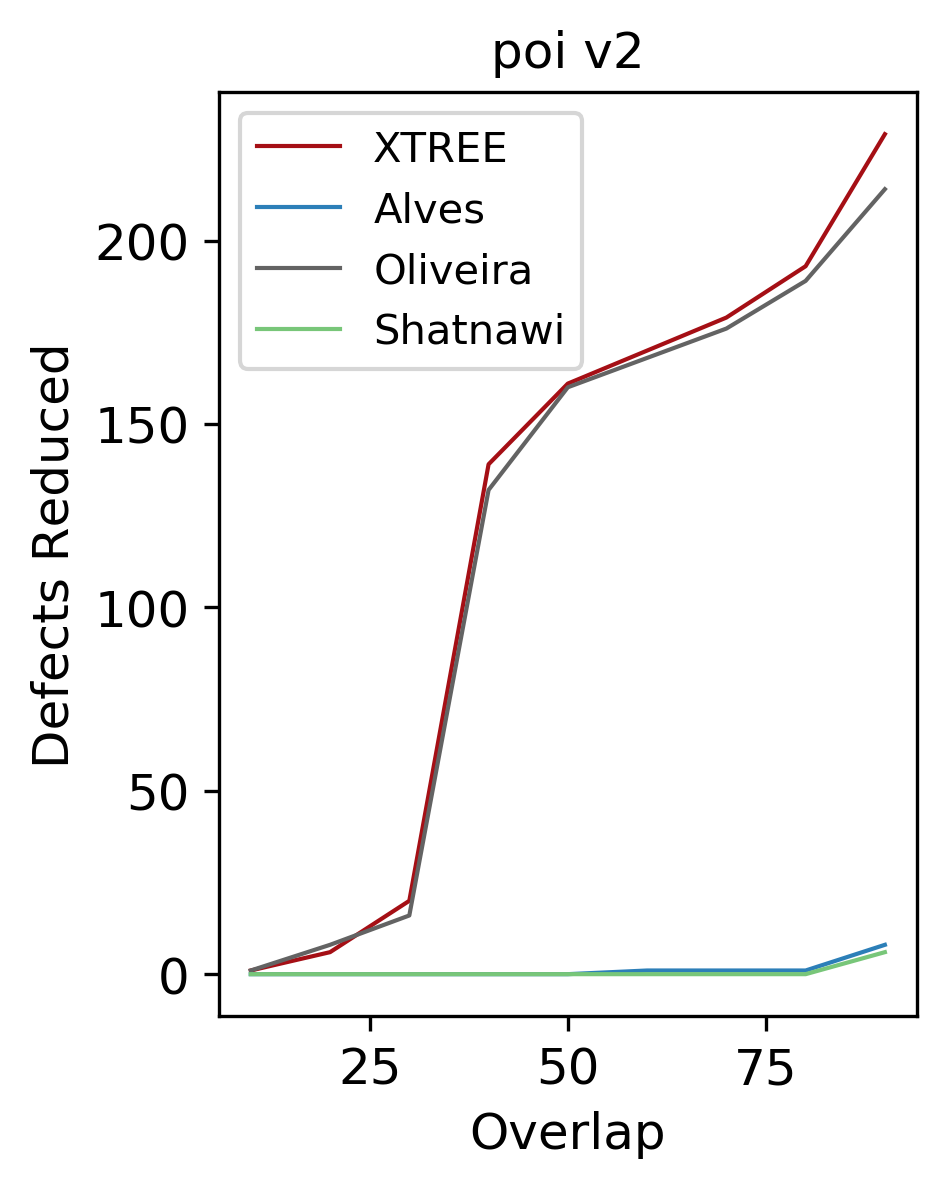 poi v2
XTREE
Alves
Oliveira
Shatnawi
Defects Reduced
200
150
100
50
0
25 50 75
Overlap